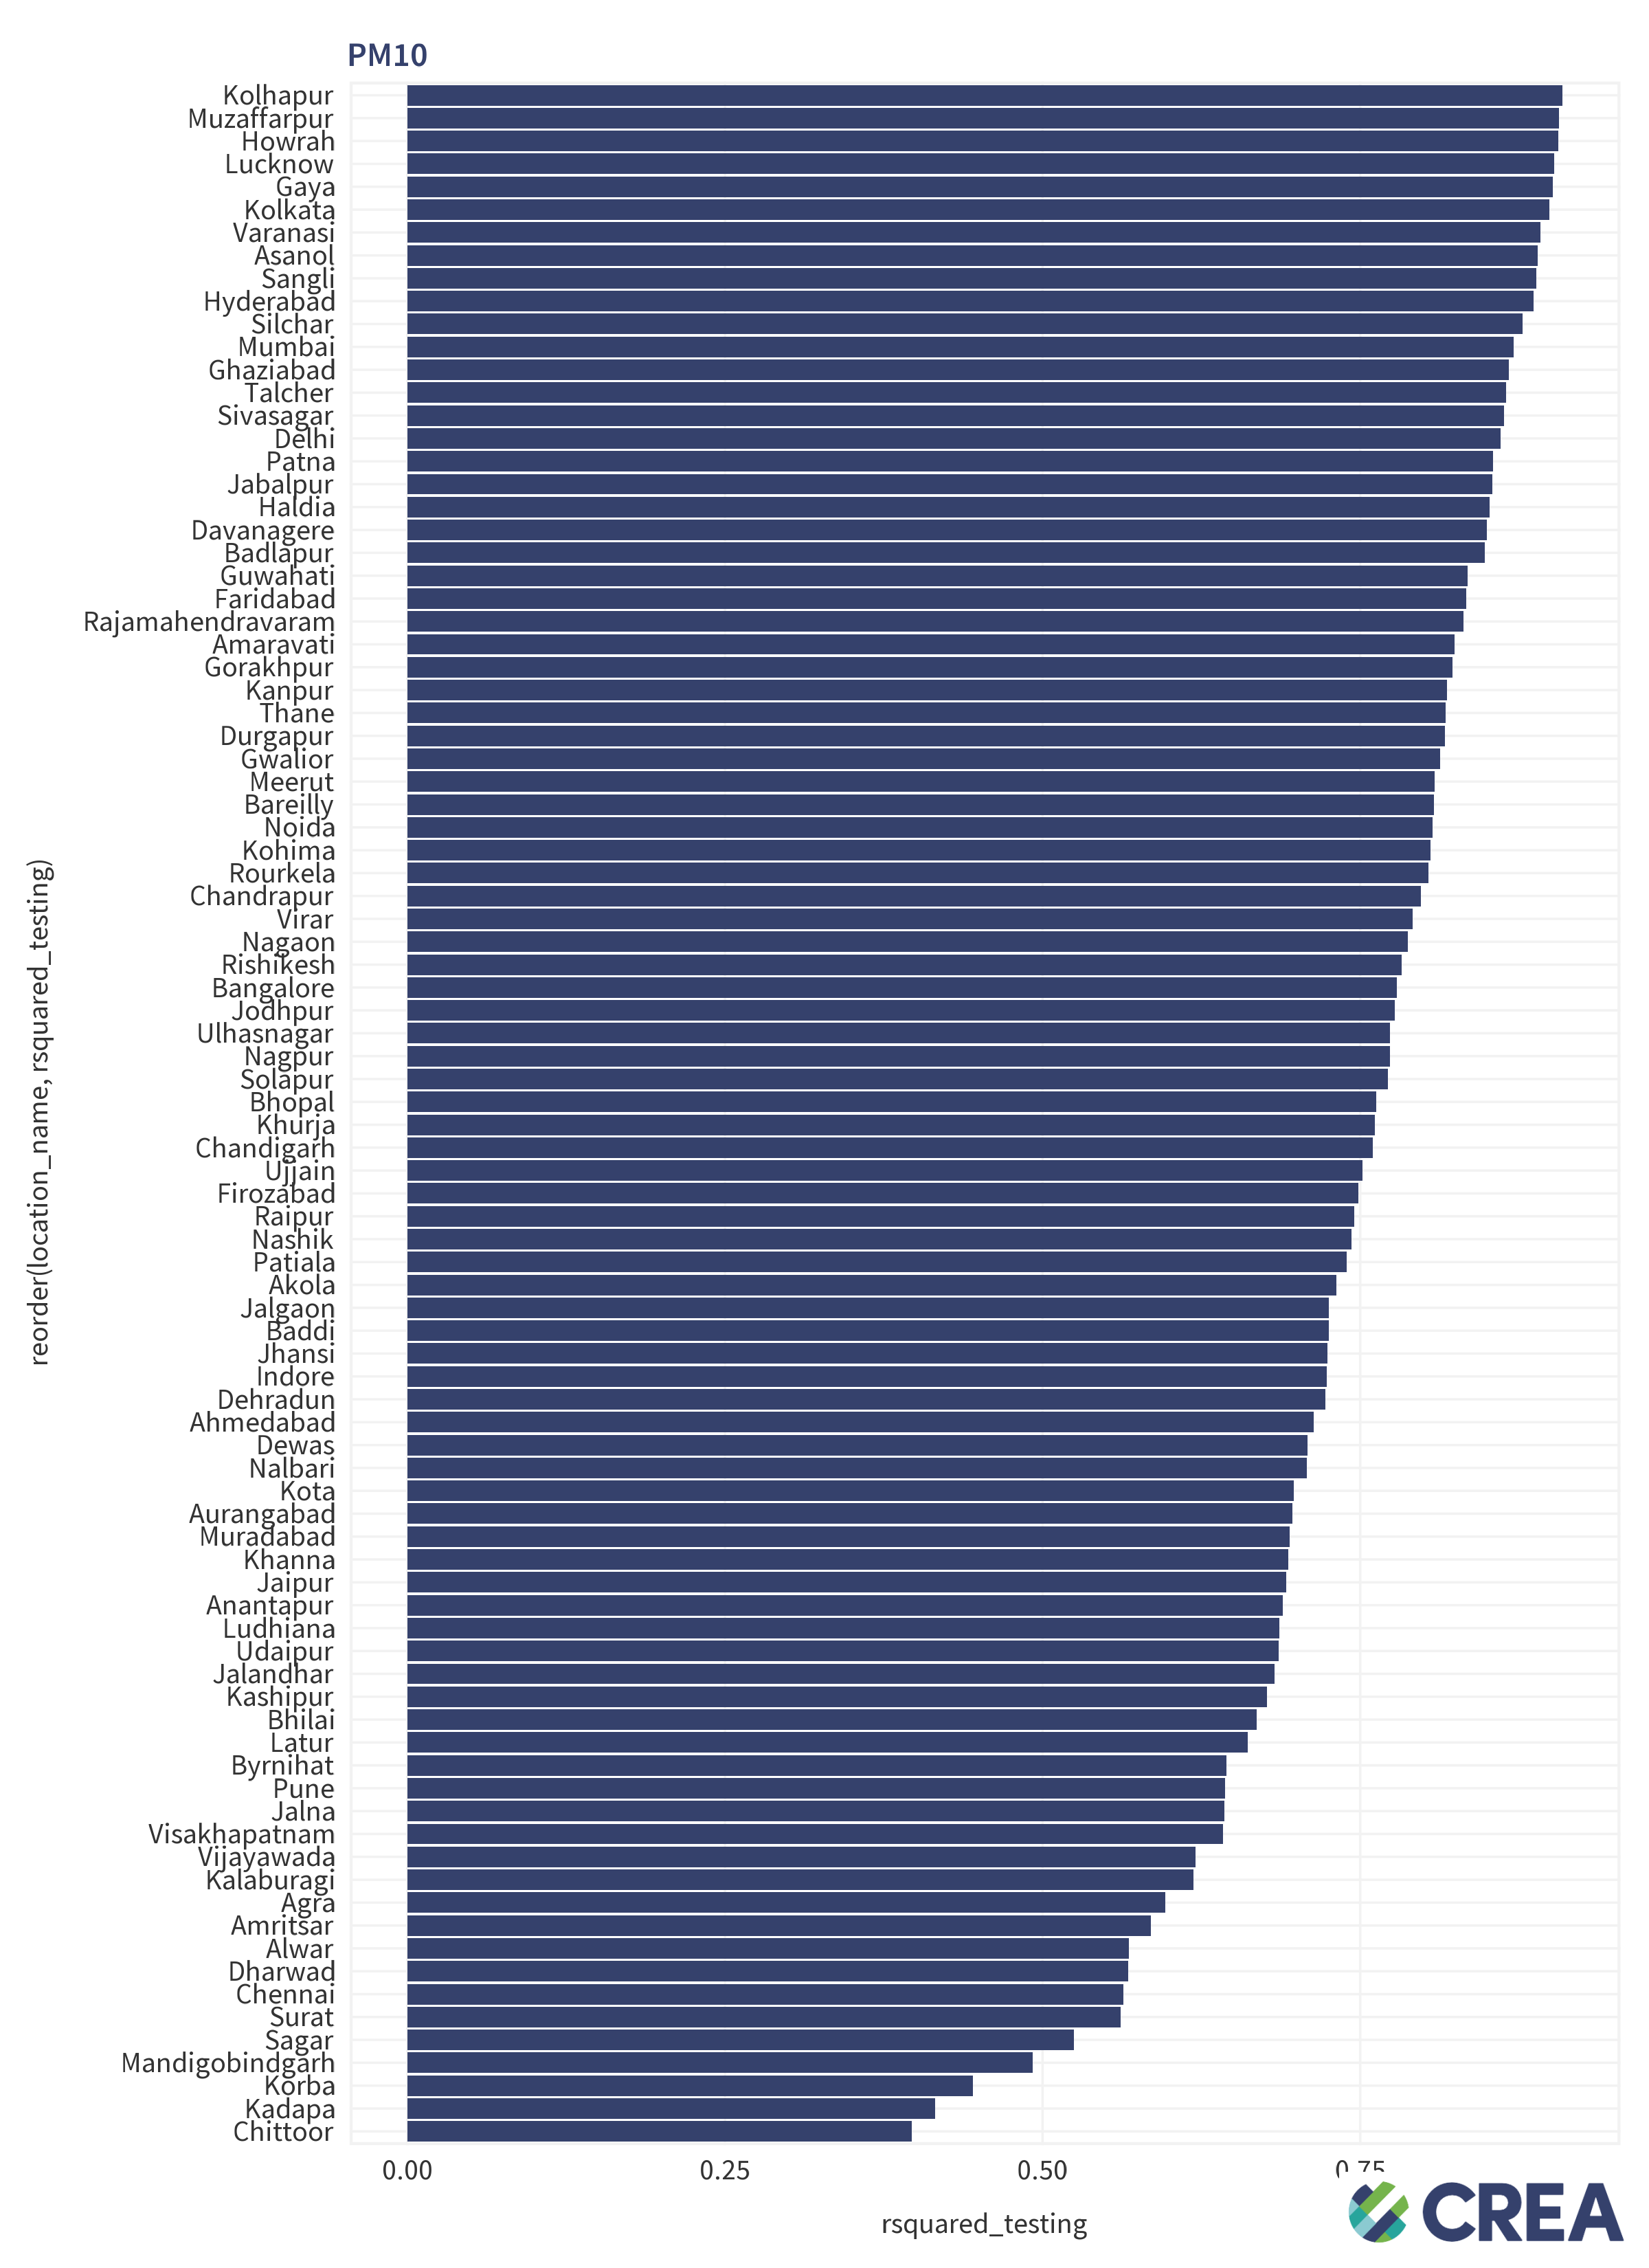 PM10
Kolhapur
Muzaffarpur
Howrah
Lucknow
Gaya
Kolkata
Varanasi
Asanol
Sangli
Hyderabad
Silchar
Mumbai
Ghaziabad
Talcher
Sivasagar
Delhi
Patna
Jabalpur
Haldia
Davanagere
Badlapur
Guwahati
Faridabad
Rajamahendravaram
Amaravati
Gorakhpur
Kanpur
Thane
Durgapur
Gwalior
Meerut
Bareilly
Noida
Kohima
Rourkela
Chandrapur
Virar
Nagaon
Rishikesh
Bangalore
Jodhpur
Ulhasnagar
Nagpur
Solapur
Bhopal
Khurja
Chandigarh
Ujjain
Firozabad
Raipur
Nashik
Patiala
Akola
Jalgaon
Baddi
Jhansi
Indore
Dehradun
Ahmedabad
Dewas
Nalbari
Kota
Aurangabad
Muradabad
Khanna
Jaipur
Anantapur
Ludhiana
Udaipur
Jalandhar
Kashipur
Bhilai
Latur
Byrnihat
Pune
Jalna
Visakhapatnam
Vijayawada
Kalaburagi
Agra
Amritsar
Alwar
Dharwad
Chennai
Surat
Sagar
Mandigobindgarh
Korba
Kadapa
Chittoor
reorder(location_name, rsquared_testing)
0.00 0.25 0.50 0.75
rsquared_testing
CREA